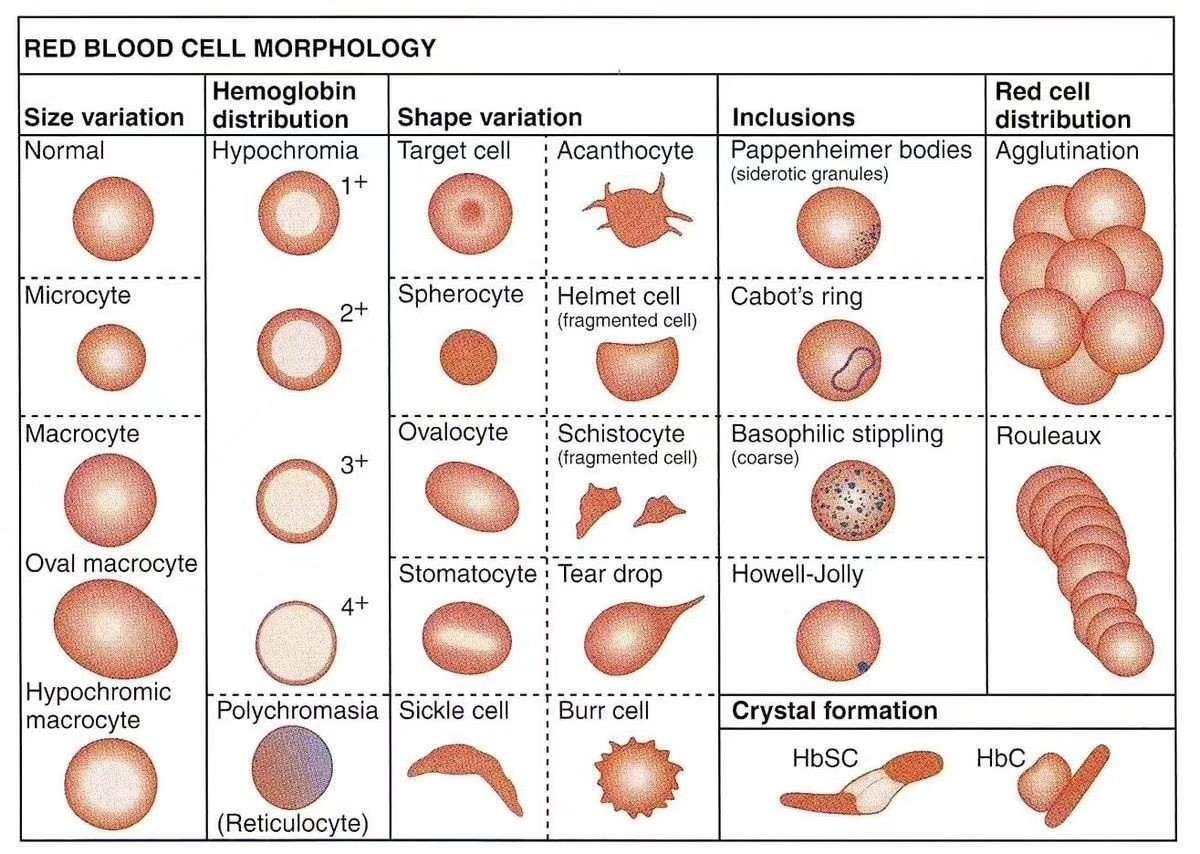 RED BLOOD CELL MORPHOLOGY
Size variation
Hemoglobin
distribution
Shape variation
Inclusions
Red cell
distribution
Normal
Microcyte
Macrocyte
Oval macrocyte
Hypochromic
macrocyte
Hypochromia
1+
2+
3+
4+
Polychromasia
(Reticulocyte)
Target cell
Spherocyte
Ovalocyte
Stomatocyte
Sickle cell
Acanthocyte
Helmet cell
(fragmented cell)
Schistocyte
(fragmented cell)
Tear drop
Burr cell
Pappenheimer bodies
(siderotic granules)
Cabot's ring
Basophilic stippling
(coarse)
Howell-Jolly
Agglutination
Rouleaux
Crystal formation
HbSC
HbC